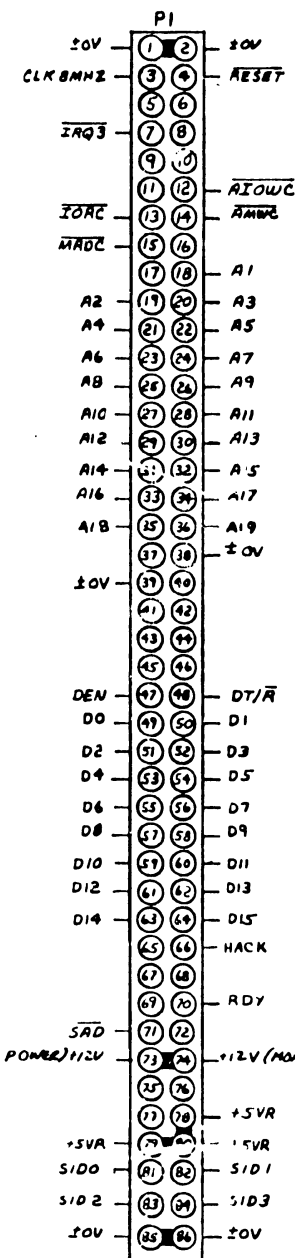 P1
±0V 1 2 ±0V
CLK8MHZ 3 4 RESET
5 6
IRQ3 7 8
9 10
11 12 AIOWC
IORC 13 14 AMWC
MRDC 15 16
17 18 A1
A2 19 20 A3
A4 21 22 A5
A6 23 24 A7
A8 25 26 A9
A10 27 28 A11
A12 29 30 A13
A14 31 32 A15
A16 33 34 A17
A18 35 36 A19
37 38 ±0V
±0V 39 40
41 42
43 44
45 46
DEN 47 48 DT/R
D0 49 50 D1
D2 51 52 D3
D4 53 54 D5
D6 55 56 D7
D8 57 58 D9
D10 59 60 D11
D12 61 62 D13
D14 63 64 D15
65 66 HACK
67 68
69 70 RDY
SAD 71 72
POWER)+12V 73 74 +12V (MO
75 76
77 78 +5VR
+5VR 79 80 +5VR
SID0 81 82 SID1
SID2 83 84 SID3
±0V 85 86 ±0V